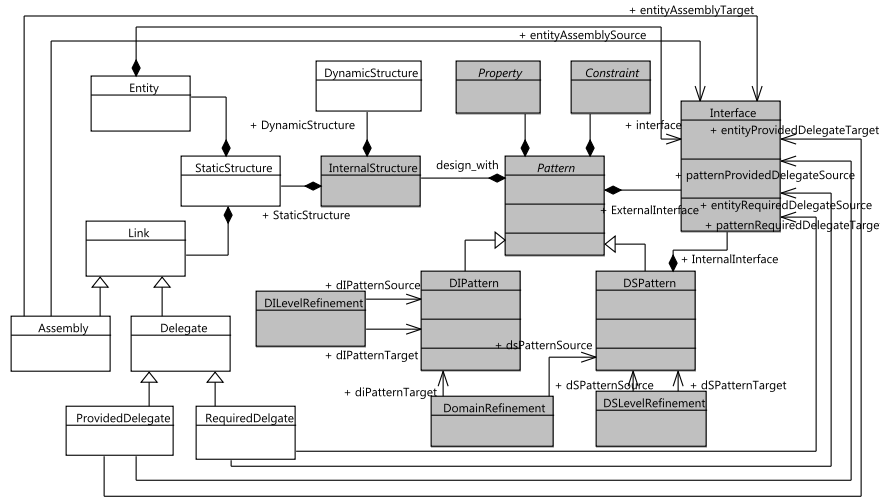 + entityAssemblyTarget
+ entityAssemblySource
DynamicStructure
Property
Constraint
Entity
Interface
+ DynamicStructure
+ interface
+ entityProvidedDelegateTarget
StaticStructure
InternalStructure
design_with
Pattern
+ patternProvidedDelegateSource
+ StaticStructure
+ ExternalInterface
+ entityRequiredDelegateSource
Link
+ patternRequiredDelegateTarget
+ InternalInterface
+ dIPatternSource
DIPattern
DSPattern
DILevelRefinement
Assembly
Delegate
+ dIPatternTarget
+ dsPatternSource
+ diPatternTarget
+ dSPatternSource
+ dSPatternTarget
ProvidedDelegate
RequiredDelgate
DomainRefinement
DSLevelRefinement